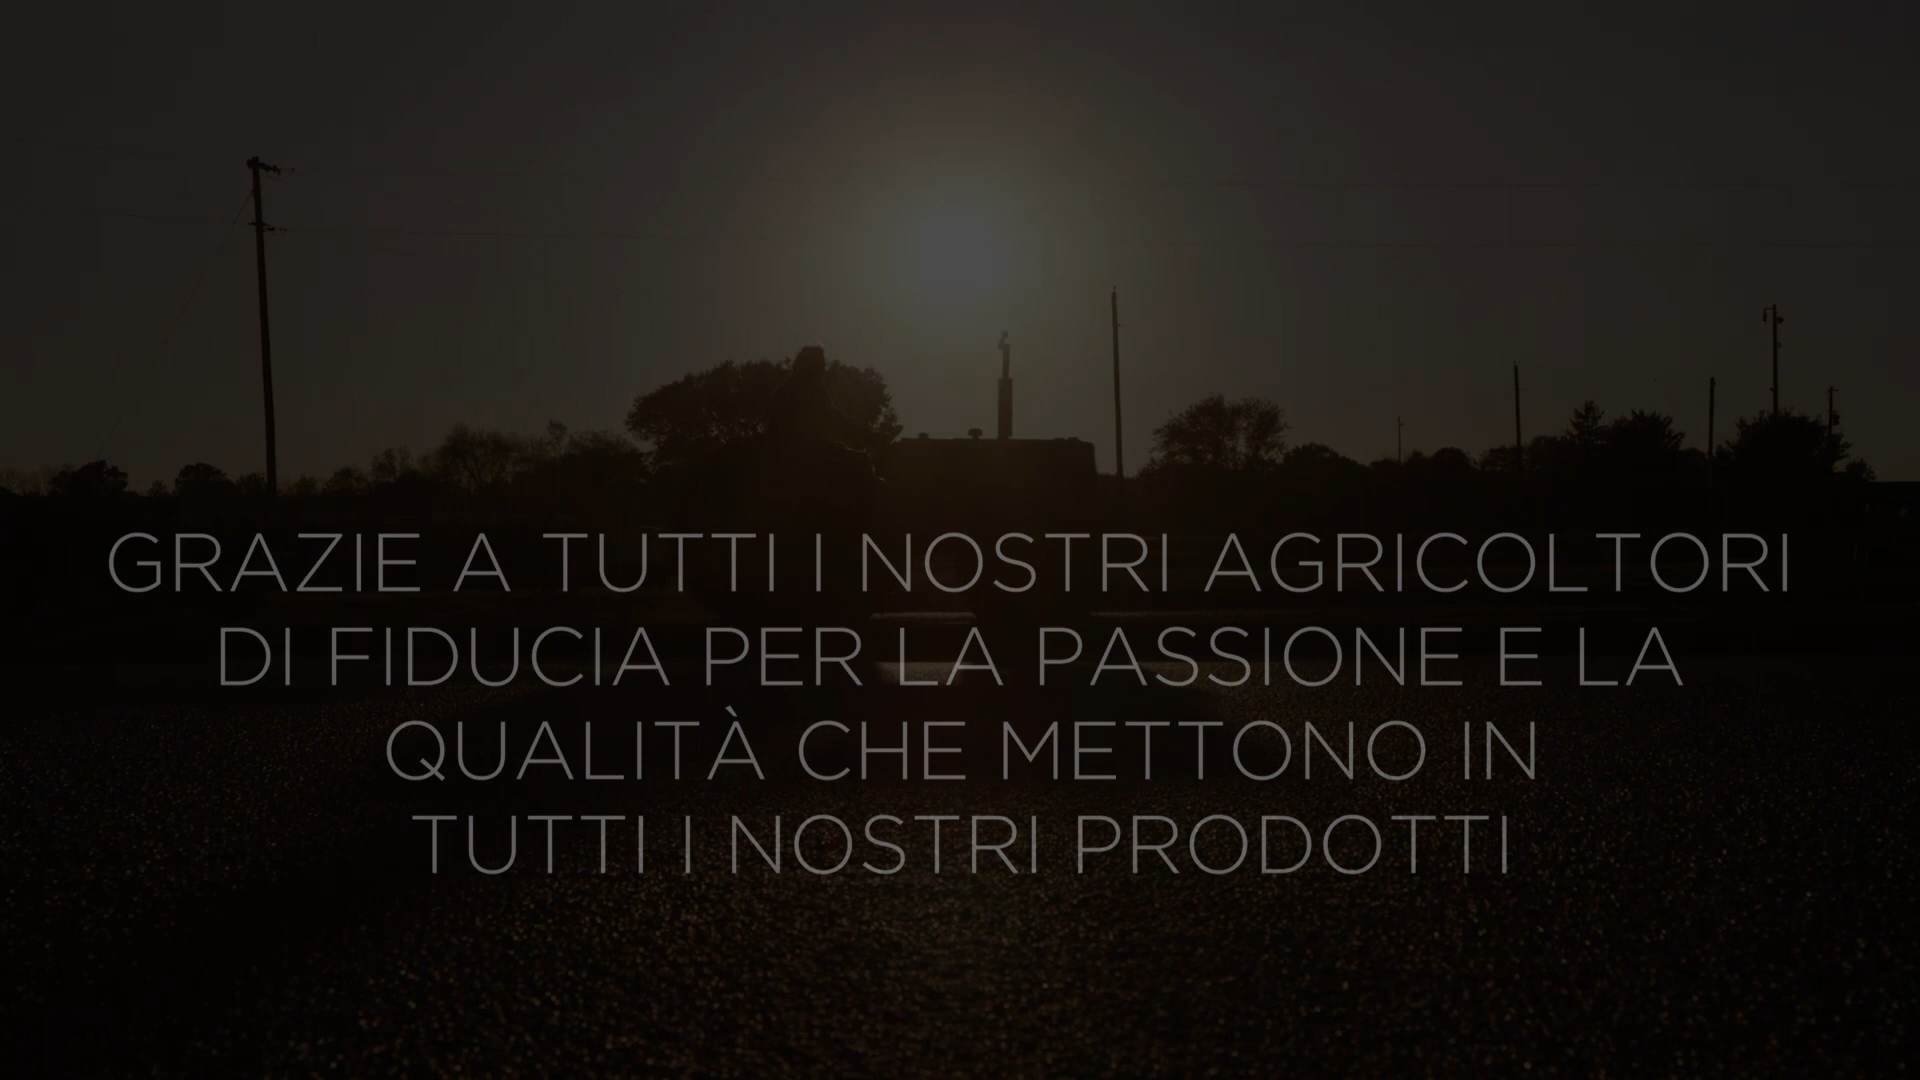 GRAZIE A TUTTI I NOSTRI AGRICOLTORI
DI FIDUCIA PER LA PASSIONE E LA
QUALITÀ CHE METTONO IN
TUTTI I NOSTRI PRODOTTI